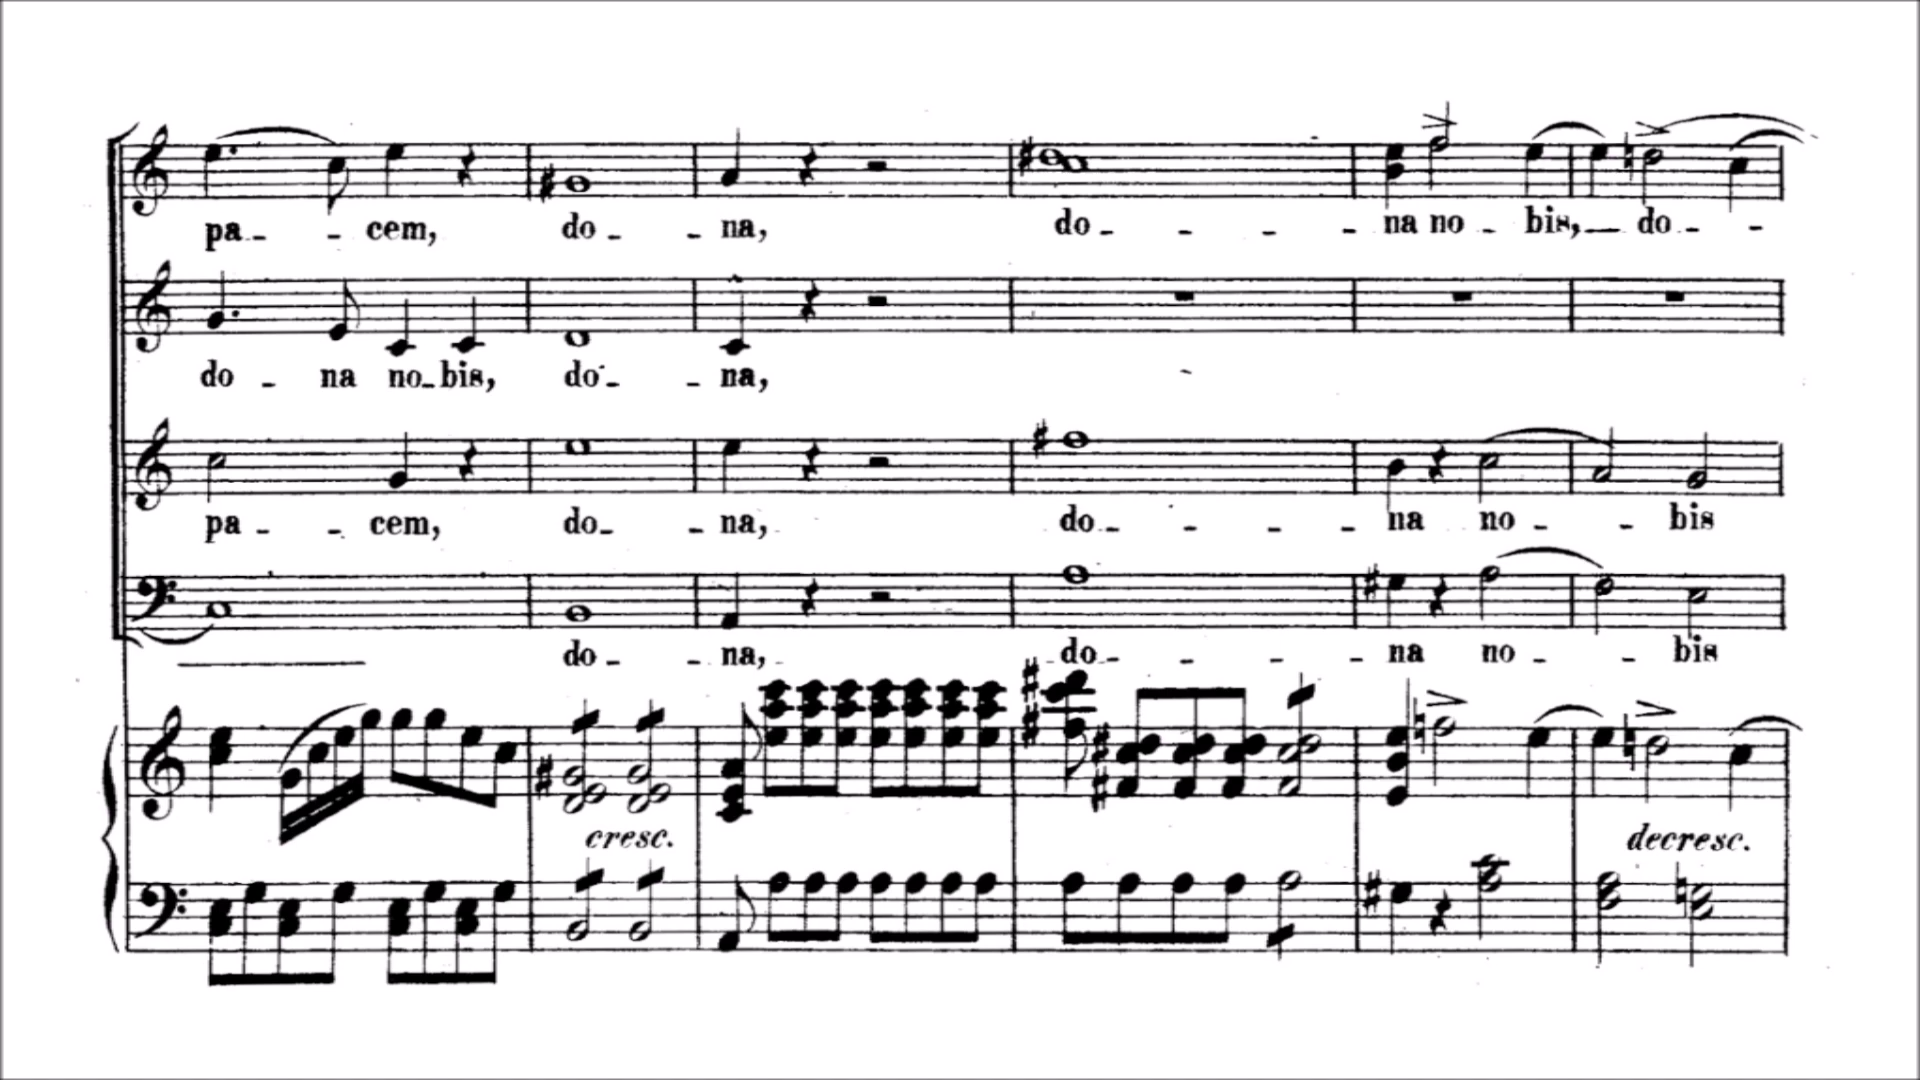 pa - - cem, do - - na, do - - - - - na no - bis, do - -
do - na no - bis, do - - na,
pa - - cem, do - - na, do - - - - - na no - - bis
do - - na, do - - - - - na no - - bis
cresc. decresc.